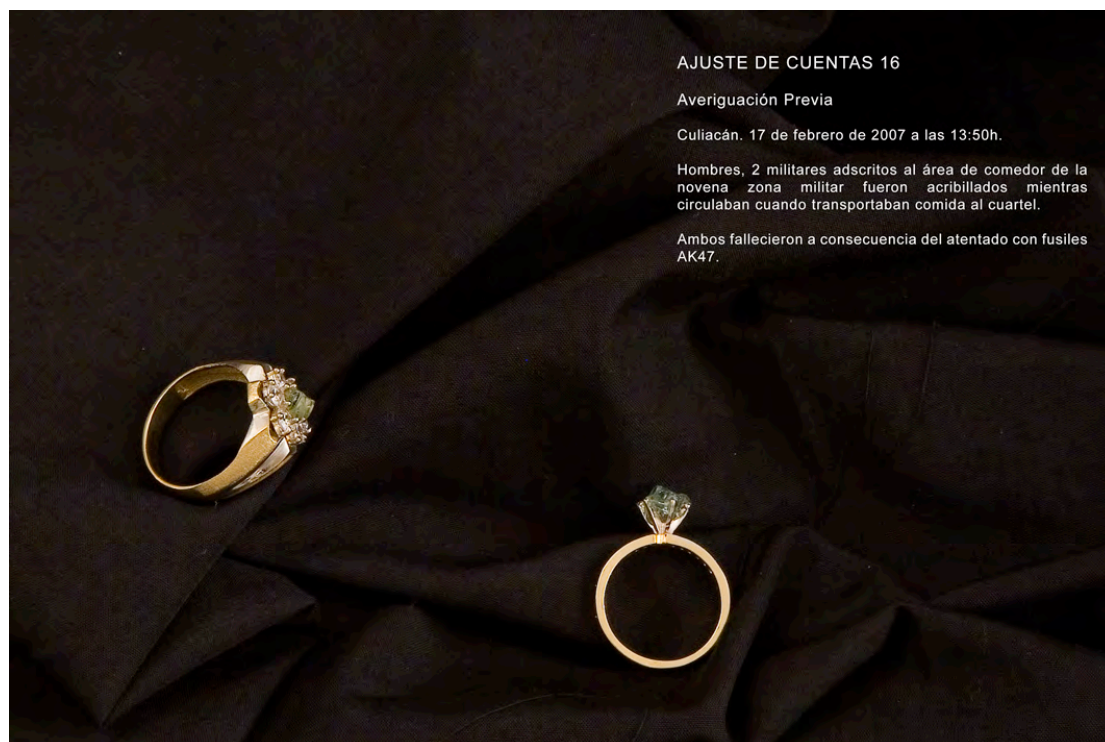 AJUSTE DE CUENTAS 16
Averiguación Previa
Culiacán. 17 de febrero de 2007 a las 13:50h.
Hombres, 2 militares adscritos al área de comedor de la
novena zona militar fueron acribillados mientras
circulaban cuando transportaban comida al cuartel.
Ambos fallecieron a consecuencia del atentado con fusiles
AK47.